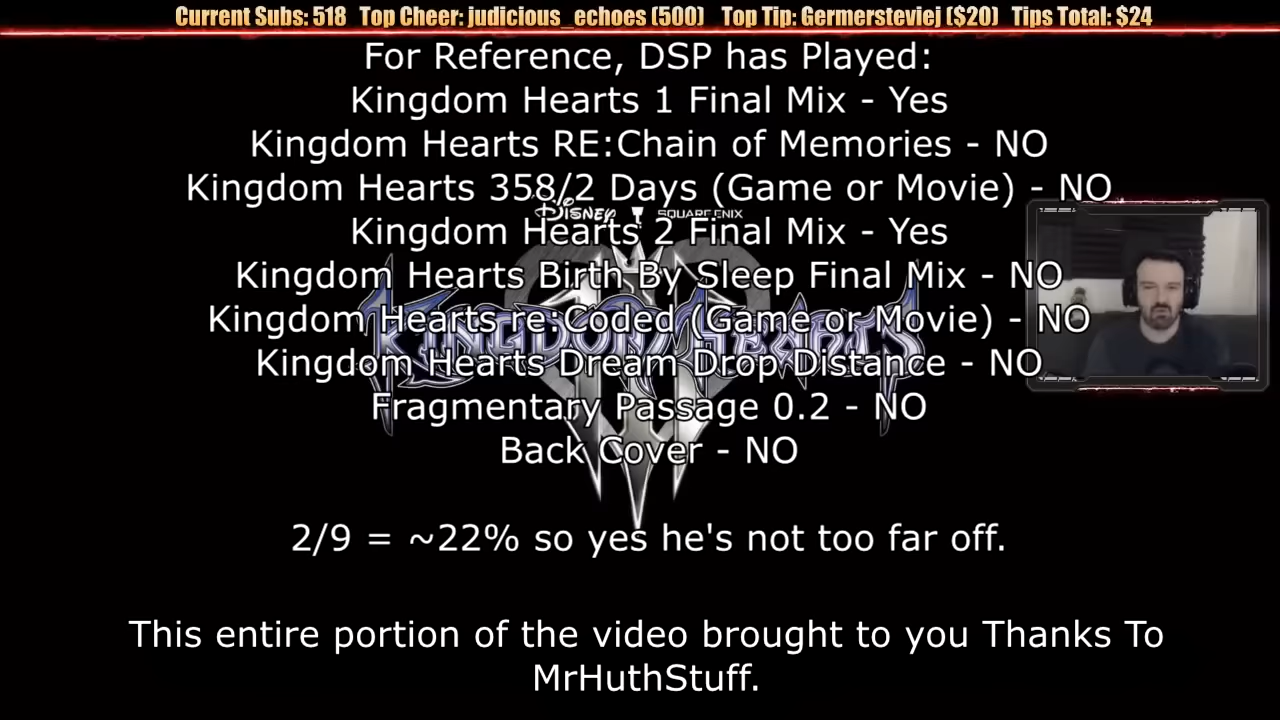 Current Subs: 518 Top Cheer: judicious_echoes (500) Top Tip: Germersteviej ($20) Tips Total: $24
For Reference, DSP has Played:
Kingdom Hearts 1 Final Mix - Yes
Kingdom Hearts RE:Chain of Memories - NO
Kingdom Hearts 358/2 Days (Game or Movie) - NO
Disney SQUARE ENIX
Kingdom Hearts 2 Final Mix - Yes
Kingdom Hearts Birth By Sleep Final Mix - NO
Kingdom Hearts re:Coded (Game or Movie) - NO
KINGDOM HEARTS
Kingdom Hearts Dream Drop Distance - NO
Fragmentary Passage 0.2 - NO
Back Cover - NO
2/9 = ~22% so yes he's not too far off.
This entire portion of the video brought to you Thanks To
MrHuthStuff.